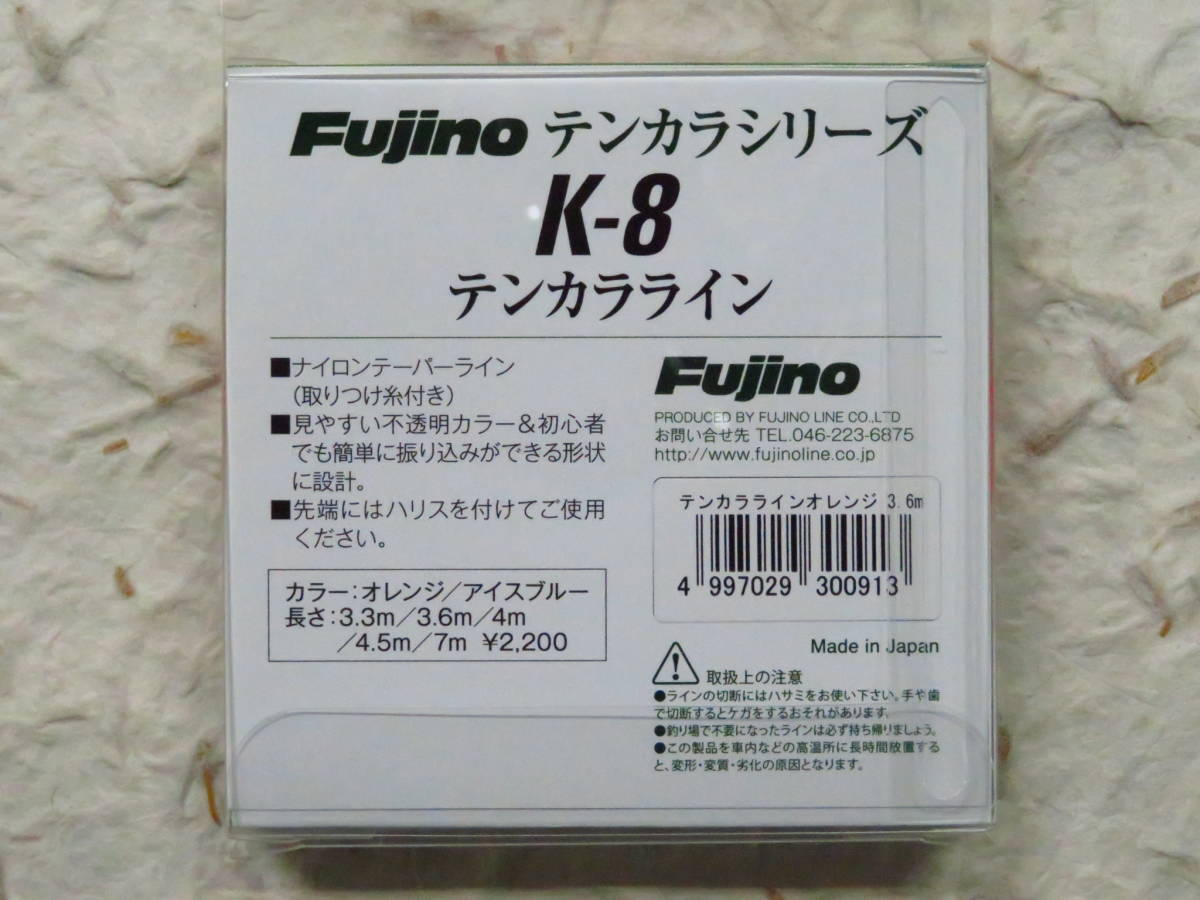 Fujino テンカラシリーズ
K-8
テンカラライン
■ナイロンテーパーライン
(取りつけ糸付き)
■見やすい不透明カラー&初心者
でも簡単に振り込みができる形状
に設計。
■先端にはハリスを付けてご使用
ください。
カラー:オレンジ/アイスブルー
長さ:3.3m/3.6m/4m
/4.5m/7m ¥2,200
Fujino
PRODUCED BY FUJINO LINE CO.,LTD
お問い合せ先 TEL.046-223-6875
http://www.fujinoline.co.jp
テンカララインオレンジ 3.6m
4 997029 300913
Made in Japan
取扱上の注意
●ラインの切断にはハサミをお使い下さい。手や歯
で切断するとケガをするおそれがあります。
●釣り場で不要になったラインは必ず持ち帰りましょう。
●この製品を車内などの高温所に長時間放置する
と、変形・変質・劣化の原因となります。